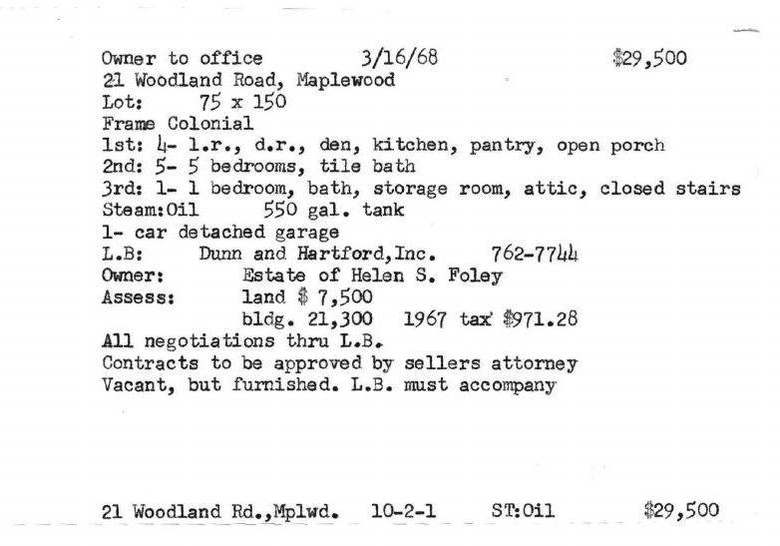 Owner to office 3/16/68 $29,500
21 Woodland Road, Maplewood
Lot: 75 x 150
Frame Colonial
1st: 4- l.r., d.r., den, kitchen, pantry, open porch
2nd: 5- 5 bedrooms, tile bath
3rd: 1- 1 bedroom, bath, storage room, attic, closed stairs
Steam:Oil 550 gal. tank
1- car detached garage
L.B: Dunn and Hartford,Inc. 762-7744
Owner: Estate of Helen S. Foley
Assess: land $ 7,500
bldg. 21,300 1967 tax $971.28
All negotiations thru L.B.
Contracts to be approved by sellers attorney
Vacant, but furnished. L.B. must accompany
21 Woodland Rd.,Mplwd. 10-2-1 ST:Oil $29,500